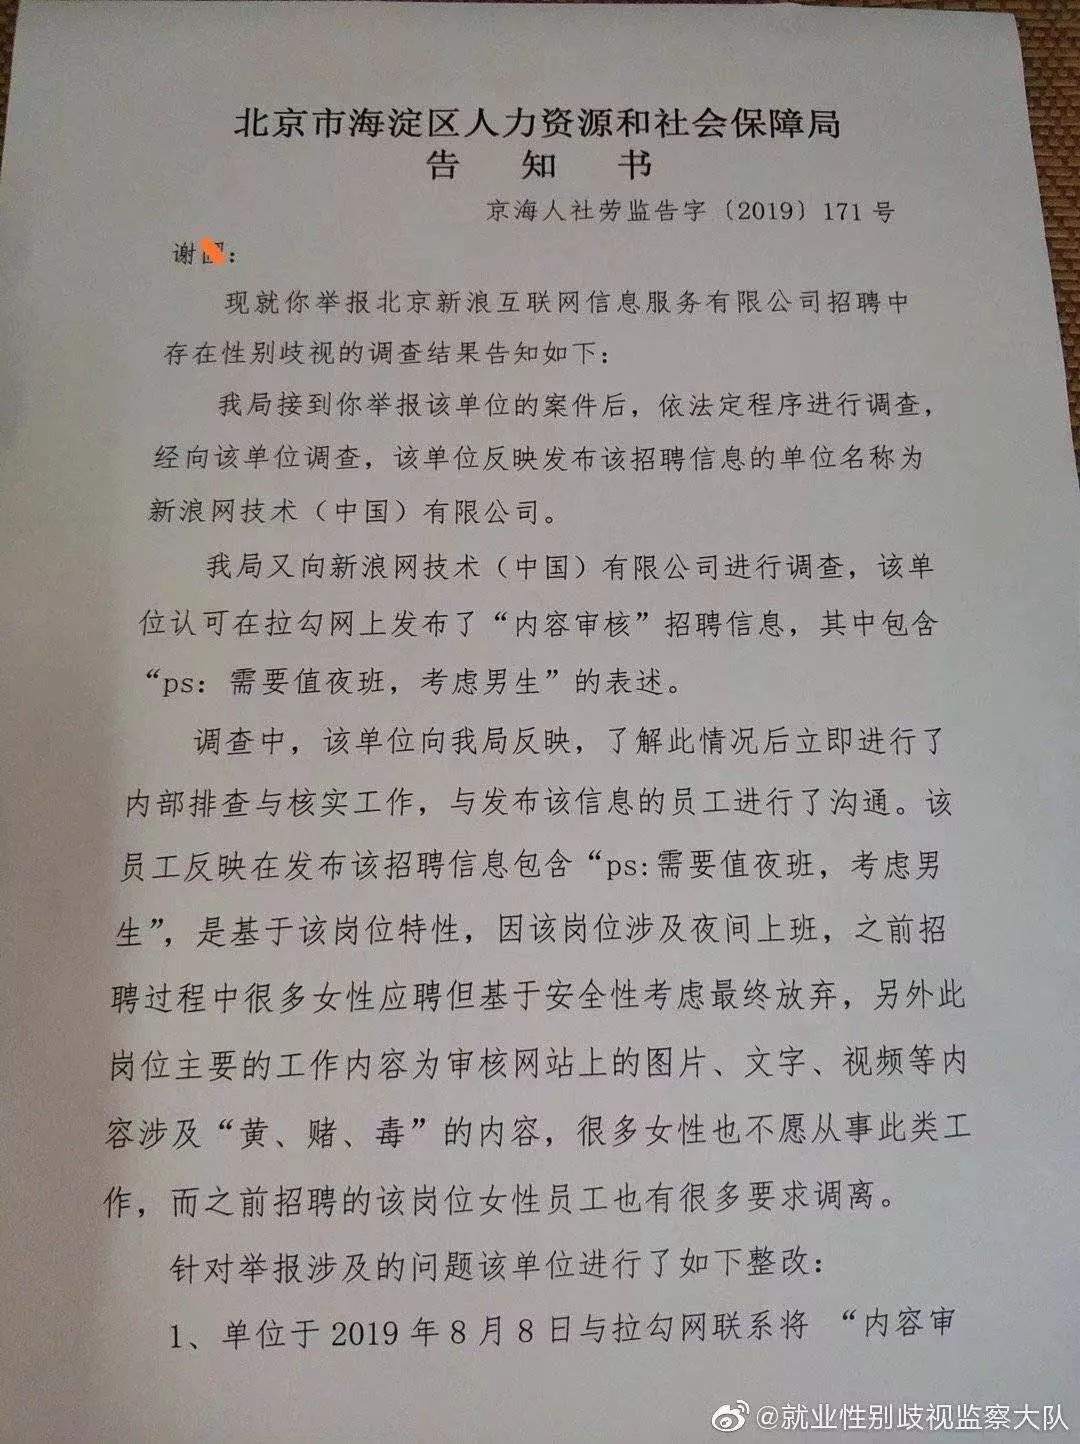 北京市海淀区人力资源和社会保障局
告 知 书
京海人社劳监告字〔2019〕171号
谢：
现就你举报北京新浪互联网信息服务有限公司招聘中
存在性别歧视的调查结果告知如下：
我局接到你举报该单位的案件后，依法定程序进行调查，
经向该单位调查，该单位反映发布该招聘信息的单位名称为
新浪网技术（中国）有限公司。
我局又向新浪网技术（中国）有限公司进行调查，该单
位认可在拉勾网上发布了“内容审核”招聘信息，其中包含
“ps：需要值夜班，考虑男生”的表述。
调查中，该单位向我局反映，了解此情况后立即进行了
内部排查与核实工作，与发布该信息的员工进行了沟通。该
员工反映在发布该招聘信息包含“ps:需要值夜班，考虑男
生”，是基于该岗位特性，因该岗位涉及夜间上班，之前招
聘过程中很多女性应聘但基于安全性考虑最终放弃，另外此
岗位主要的工作内容为审核网站上的图片、文字、视频等内
容涉及“黄、赌、毒”的内容，很多女性也不愿从事此类工
作，而之前招聘的该岗位女性员工也有很多要求调离。
针对举报涉及的问题该单位进行了如下整改：
1、单位于2019年8月8日与拉勾网联系将 “内容审
@就业性别歧视监察大队